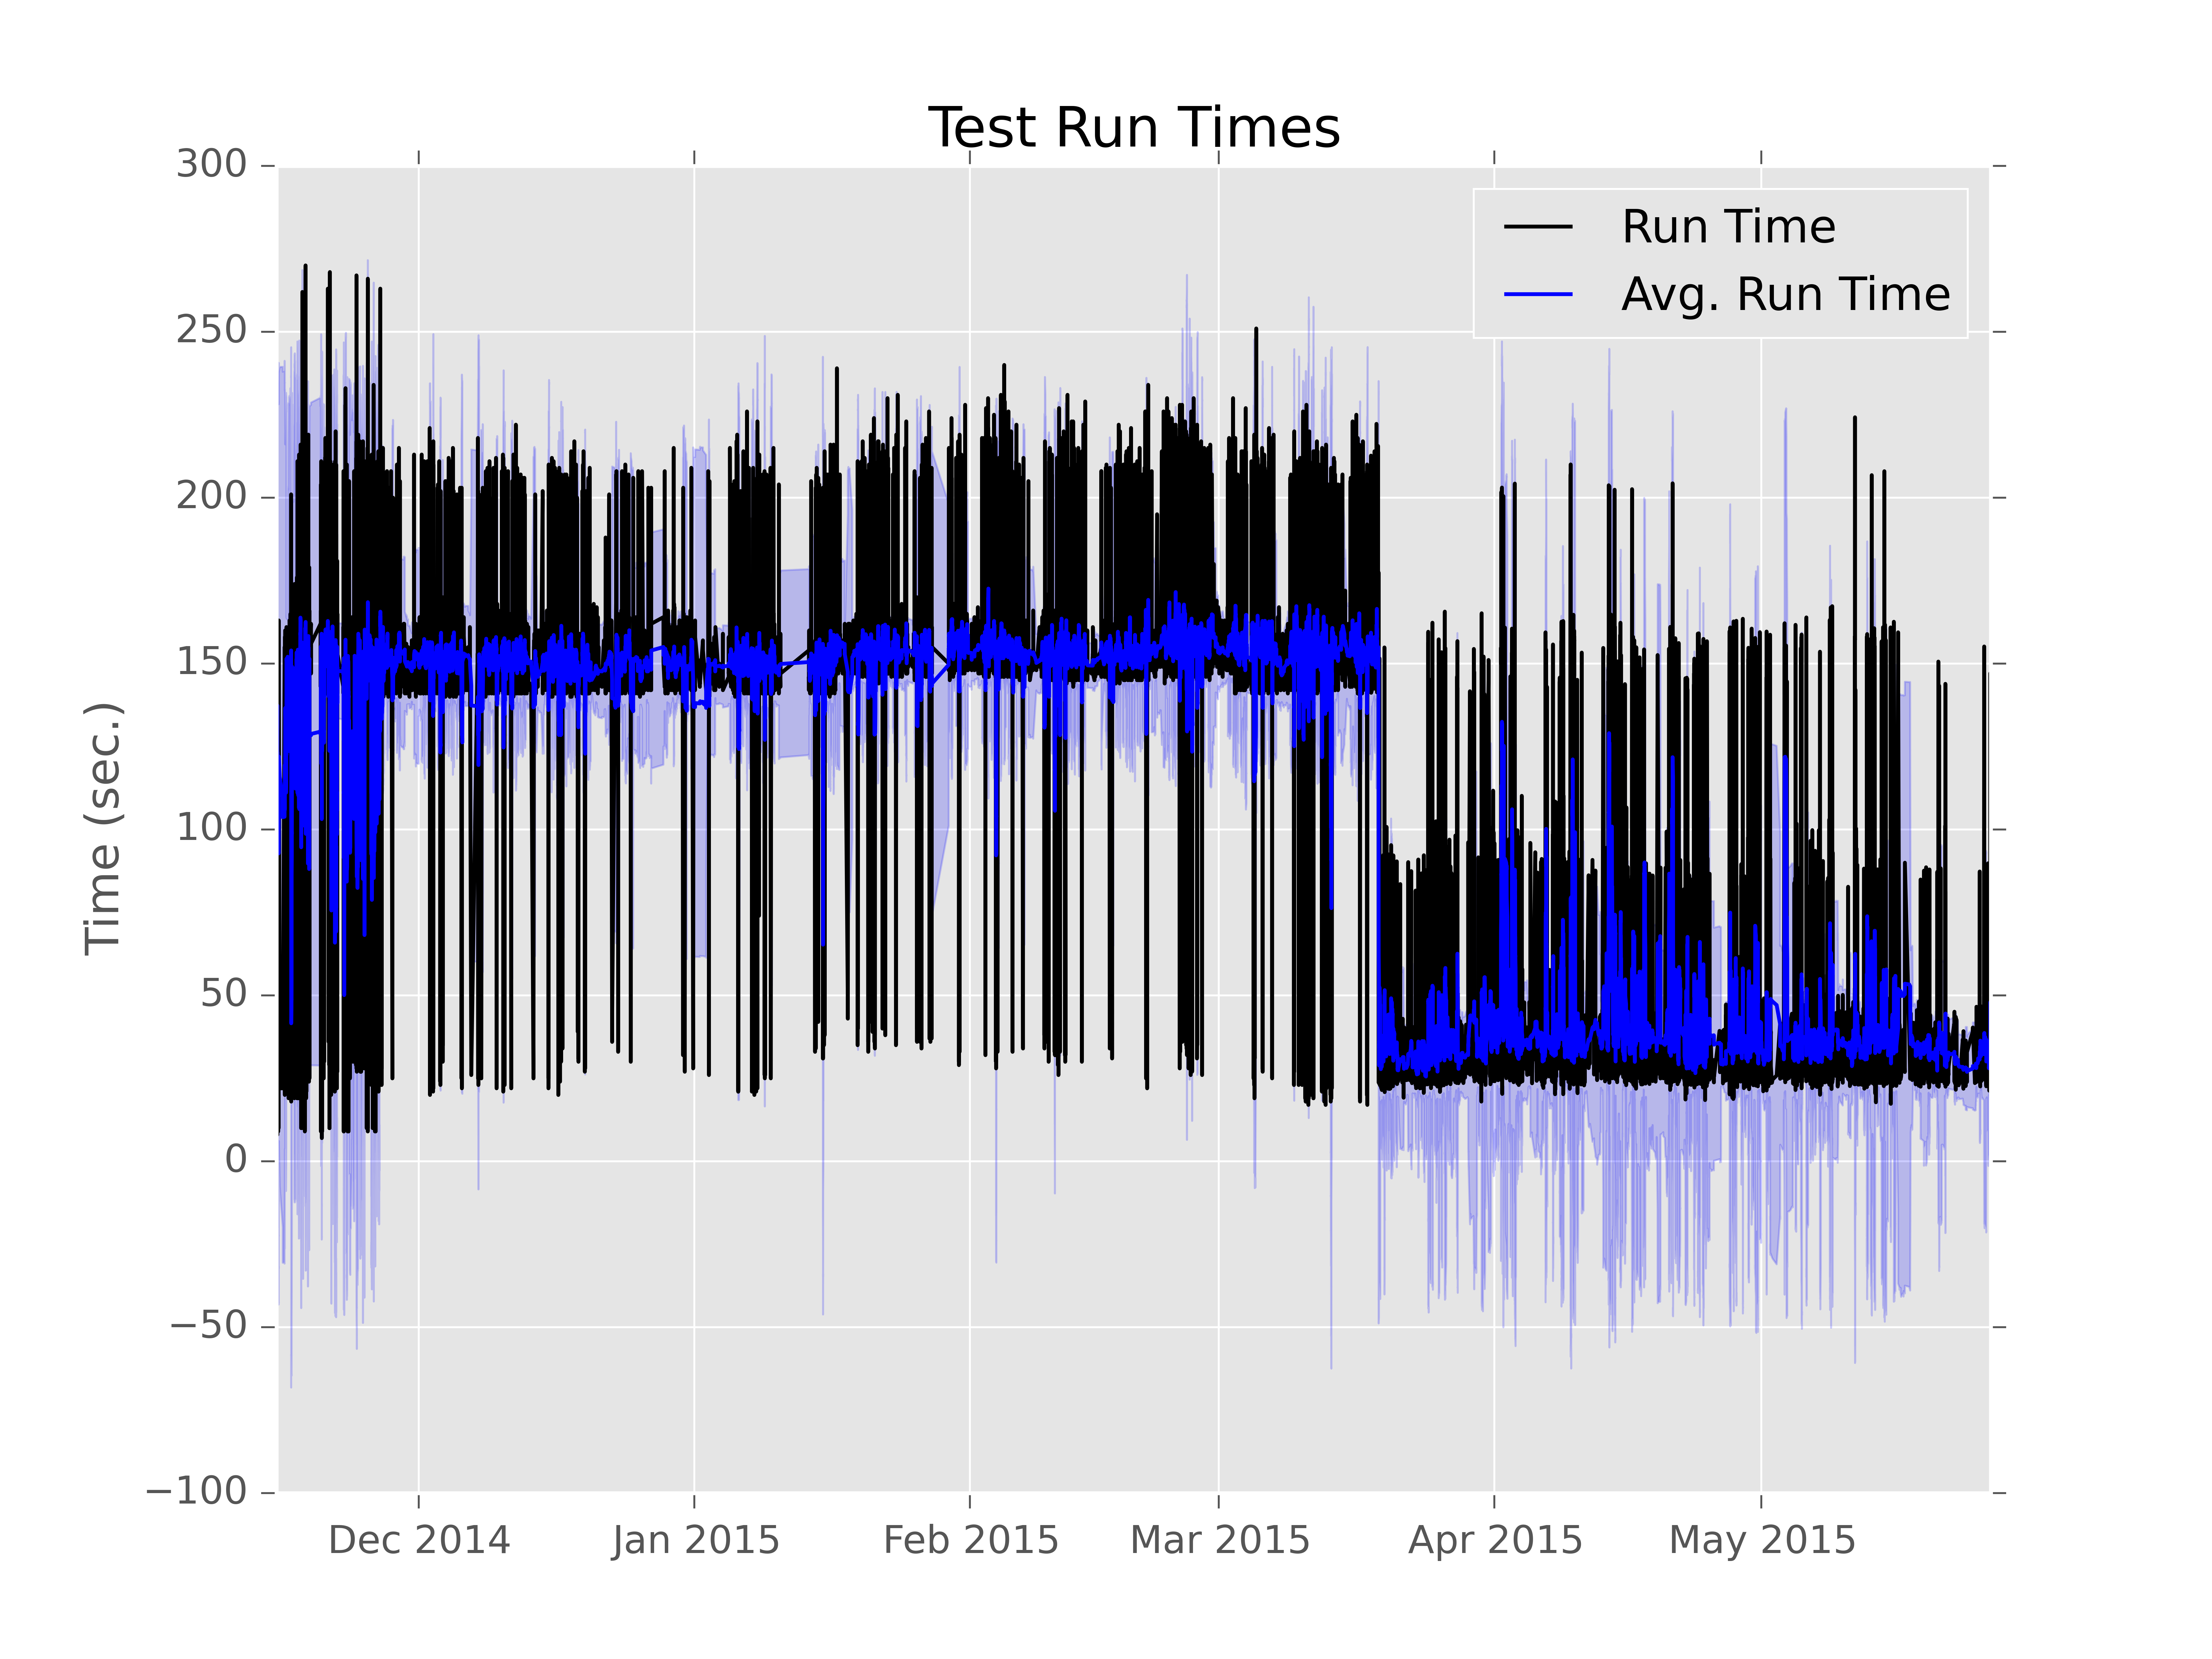 Test Run Times
300
250
200
150
100
50
0
−50
−100
Time (sec.)
Run Time
Avg. Run Time
Dec 2014
Jan 2015
Feb 2015
Mar 2015
Apr 2015
May 2015